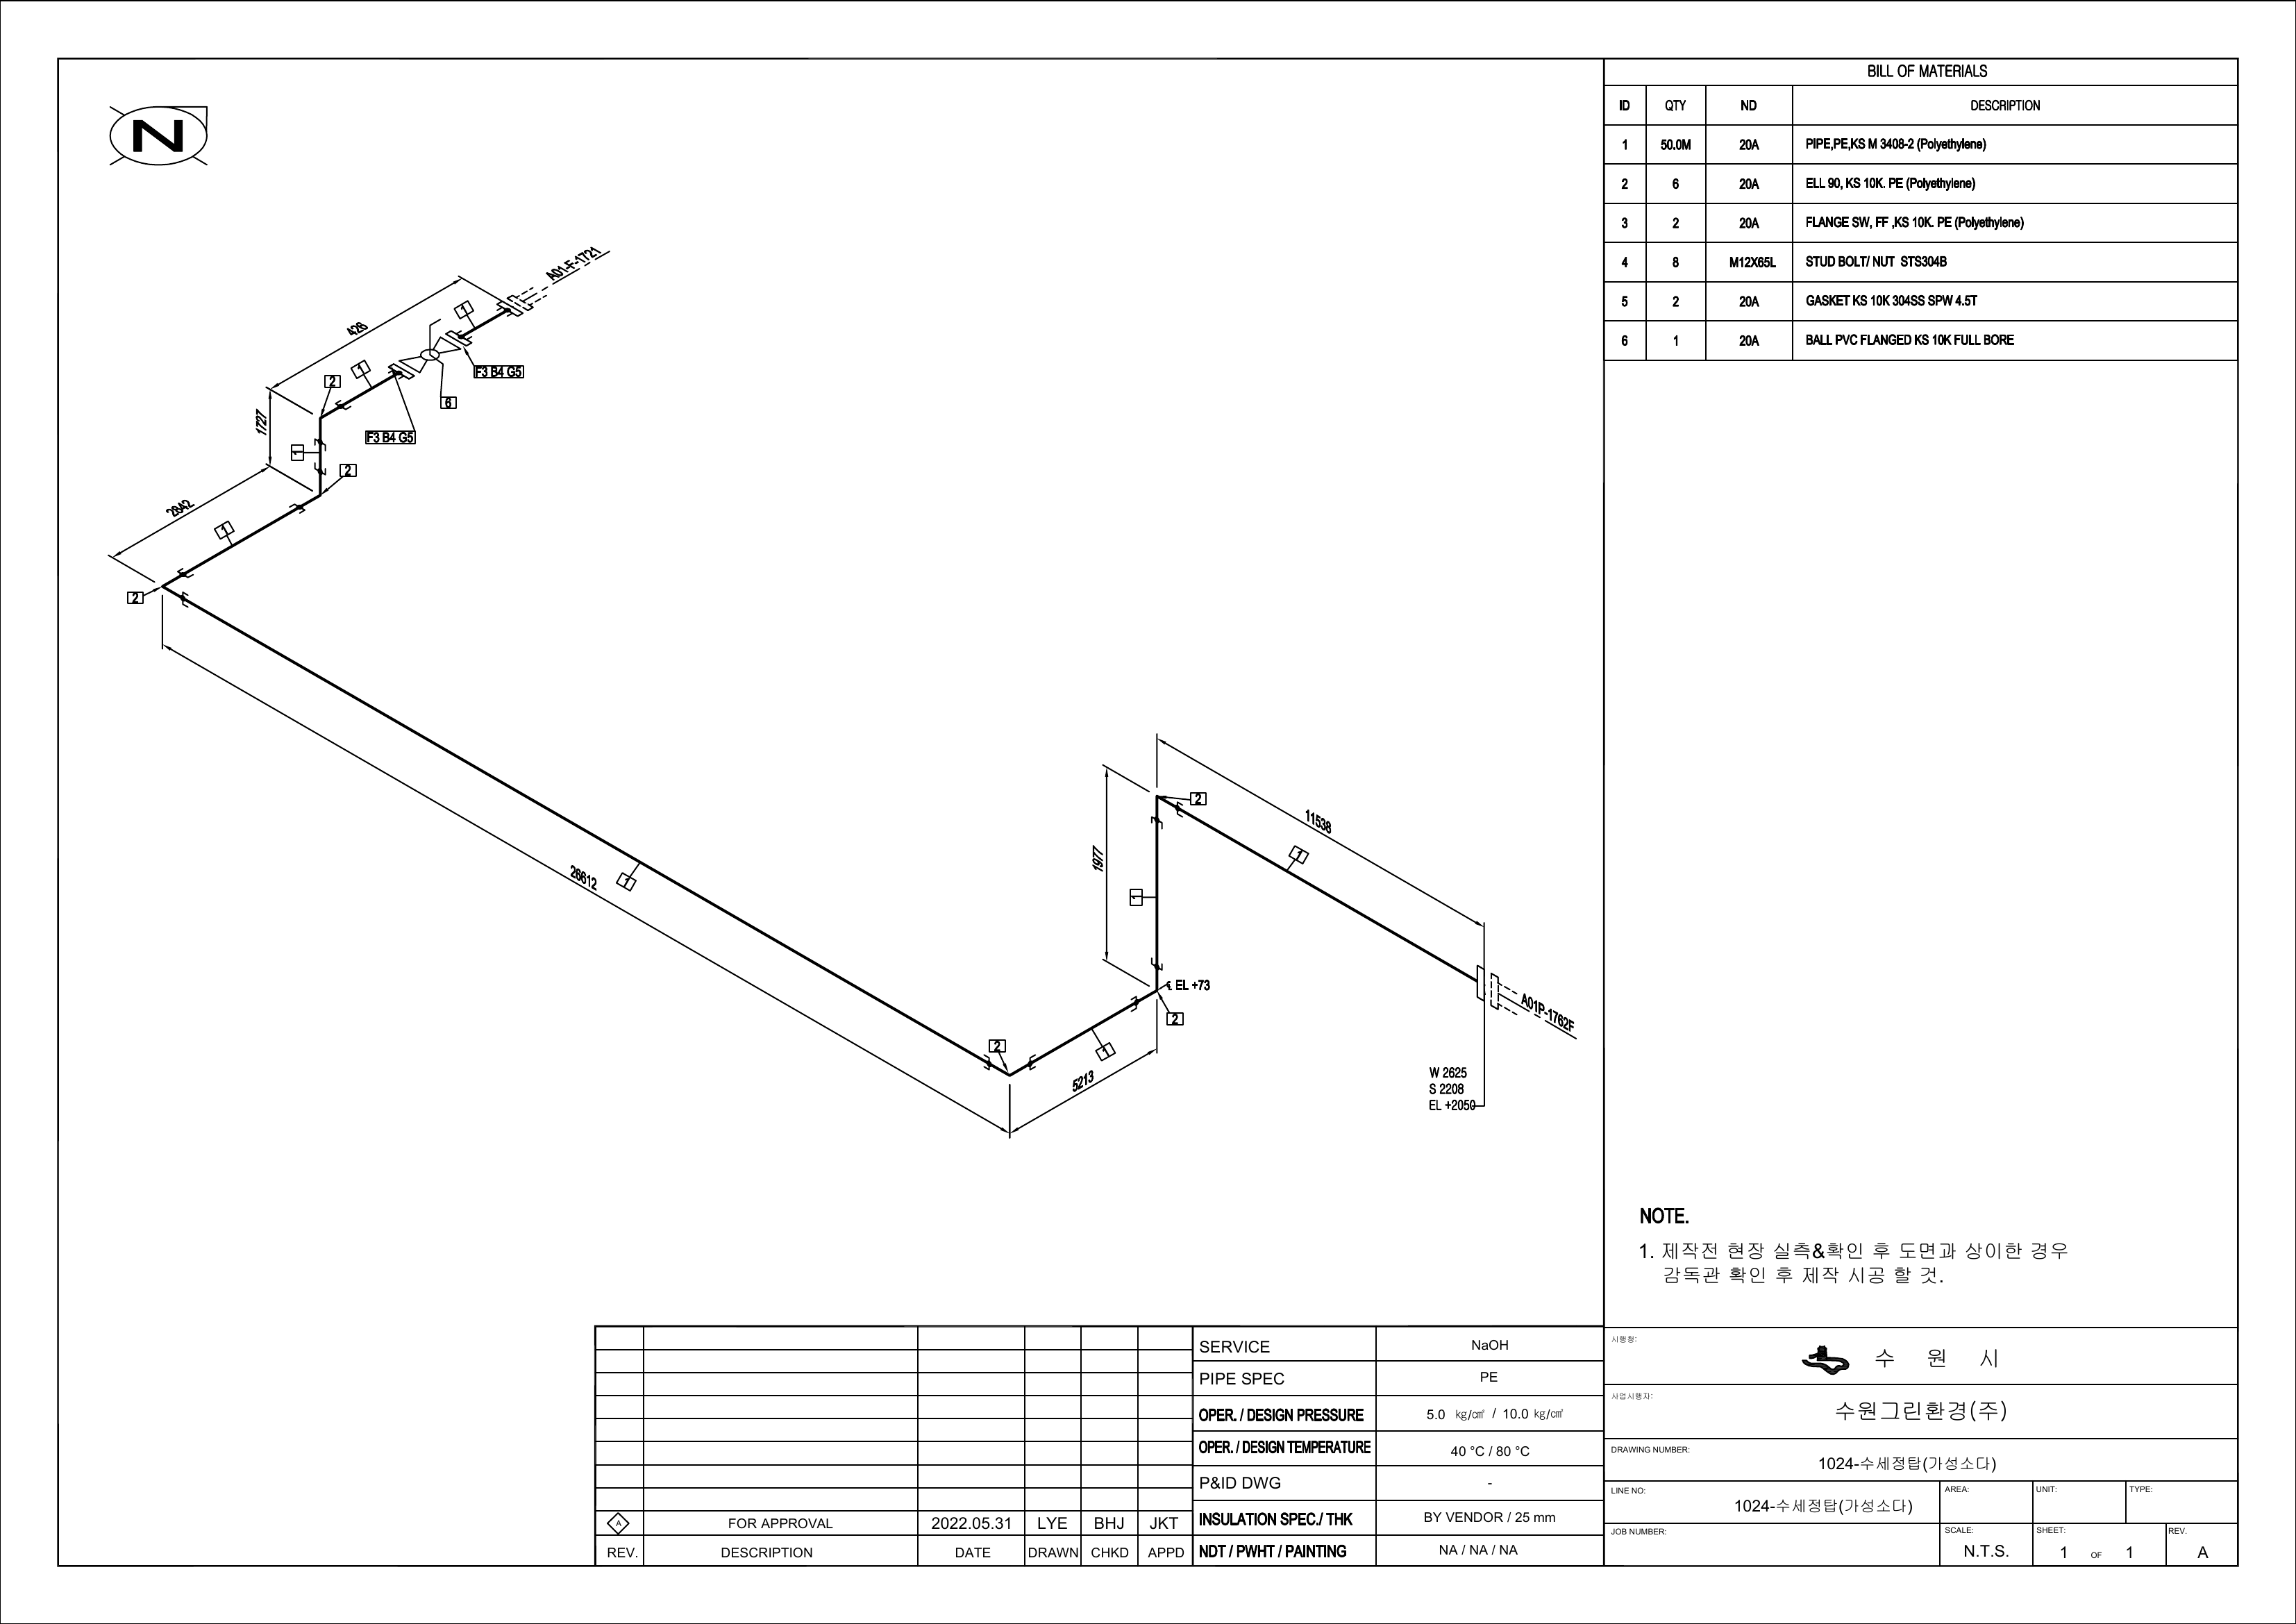 N
A01-F-1721
426
1
1
2
F3 B4 G5
6
F3 B4 G5
1727
1
2
2842
1
2
26612
1
2
5213
1
1977
1
2
11538
1
EL +73
2
A01P-1762F
W 2625
S 2208
EL +2050
BILL OF MATERIALS
ID QTY ND DESCRIPTION
1 50.0M 20A PIPE,PE,KS M 3408-2 (Polyethylene)
2 6 20A ELL 90, KS 10K. PE (Polyethylene)
3 2 20A FLANGE SW, FF ,KS 10K. PE (Polyethylene)
4 8 M12X65L STUD BOLT/ NUT STS304B
5 2 20A GASKET KS 10K 304SS SPW 4.5T
6 1 20A BALL PVC FLANGED KS 10K FULL BORE
NOTE.
1. 제작전 현장 실측&확인 후 도면과 상이한 경우
감독관 확인 후 제작 시공 할 것.
A FOR APPROVAL 2022.05.31 LYE BHJ JKT
REV. DESCRIPTION DATE DRAWN CHKD APPD
SERVICE NaOH
PIPE SPEC PE
OPER. / DESIGN PRESSURE 5.0 ㎏/㎠ / 10.0 ㎏/㎠
OPER. / DESIGN TEMPERATURE 40 °C / 80 °C
P&ID DWG -
INSULATION SPEC./ THK BY VENDOR / 25 mm
NDT / PWHT / PAINTING NA / NA / NA
시행청:
수 원 시
사업시행자:
수원그린환경(주)
DRAWING NUMBER:
1024-수세정탑(가성소다)
LINE NO: AREA: UNIT: TYPE:
1024-수세정탑(가성소다)
JOB NUMBER: SCALE: SHEET: REV.
N.T.S. 1 OF 1 A